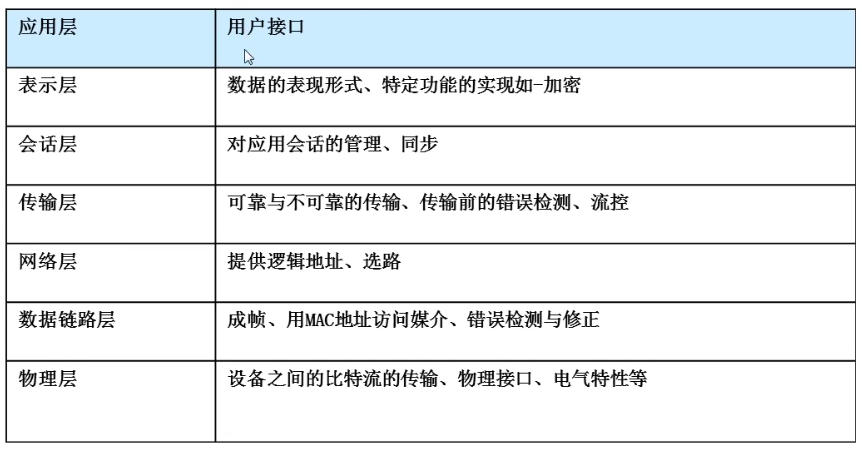 应用层 用户接口
表示层 数据的表现形式、特定功能的实现如-加密
会话层 对应用会话的管理、同步
传输层 可靠与不可靠的传输、传输前的错误检测、流控
网络层 提供逻辑地址、选路
数据链路层 成帧、用MAC地址访问媒介、错误检测与修正
物理层 设备之间的比特流的传输、物理接口、电气特性等